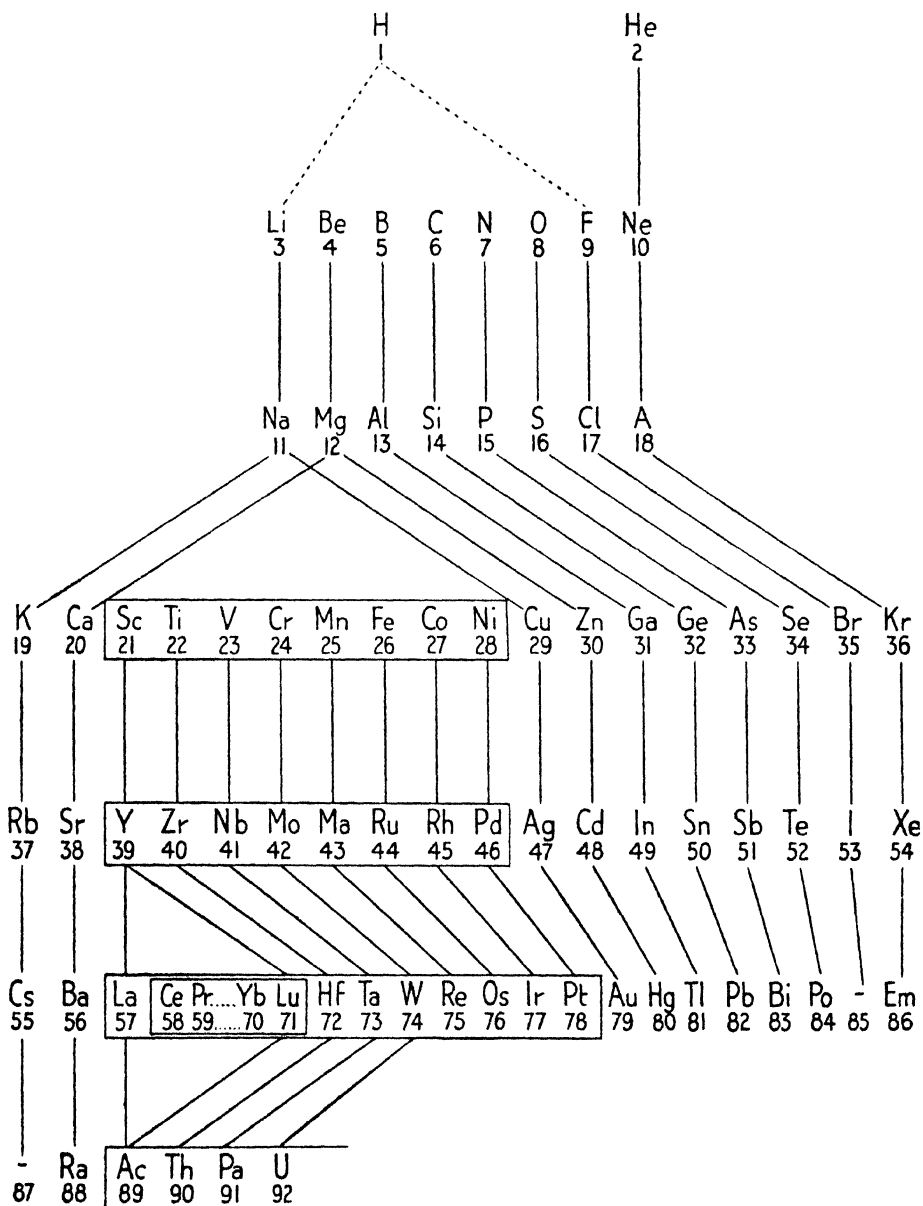 H He
1 2
Li Be B C N O F Ne
3 4 5 6 7 8 9 10
Na Mg Al Si P S Cl A
11 12 13 14 15 16 17 18
K Ca Sc Ti V Cr Mn Fe Co Ni Cu Zn Ga Ge As Se Br Kr
19 20 21 22 23 24 25 26 27 28 29 30 31 32 33 34 35 36
Rb Sr Y Zr Nb Mo Ma Ru Rh Pd Ag Cd In Sn Sb Te I Xe
37 38 39 40 41 42 43 44 45 46 47 48 49 50 51 52 53 54
Cs Ba La Ce Pr.....Yb Lu Hf Ta W Re Os Ir Pt Au Hg Tl Pb Bi Po - Em
55 56 57 58 59......70 71 72 73 74 75 76 77 78 79 80 81 82 83 84 85 86
- Ra Ac Th Pa U
87 88 89 90 91 92